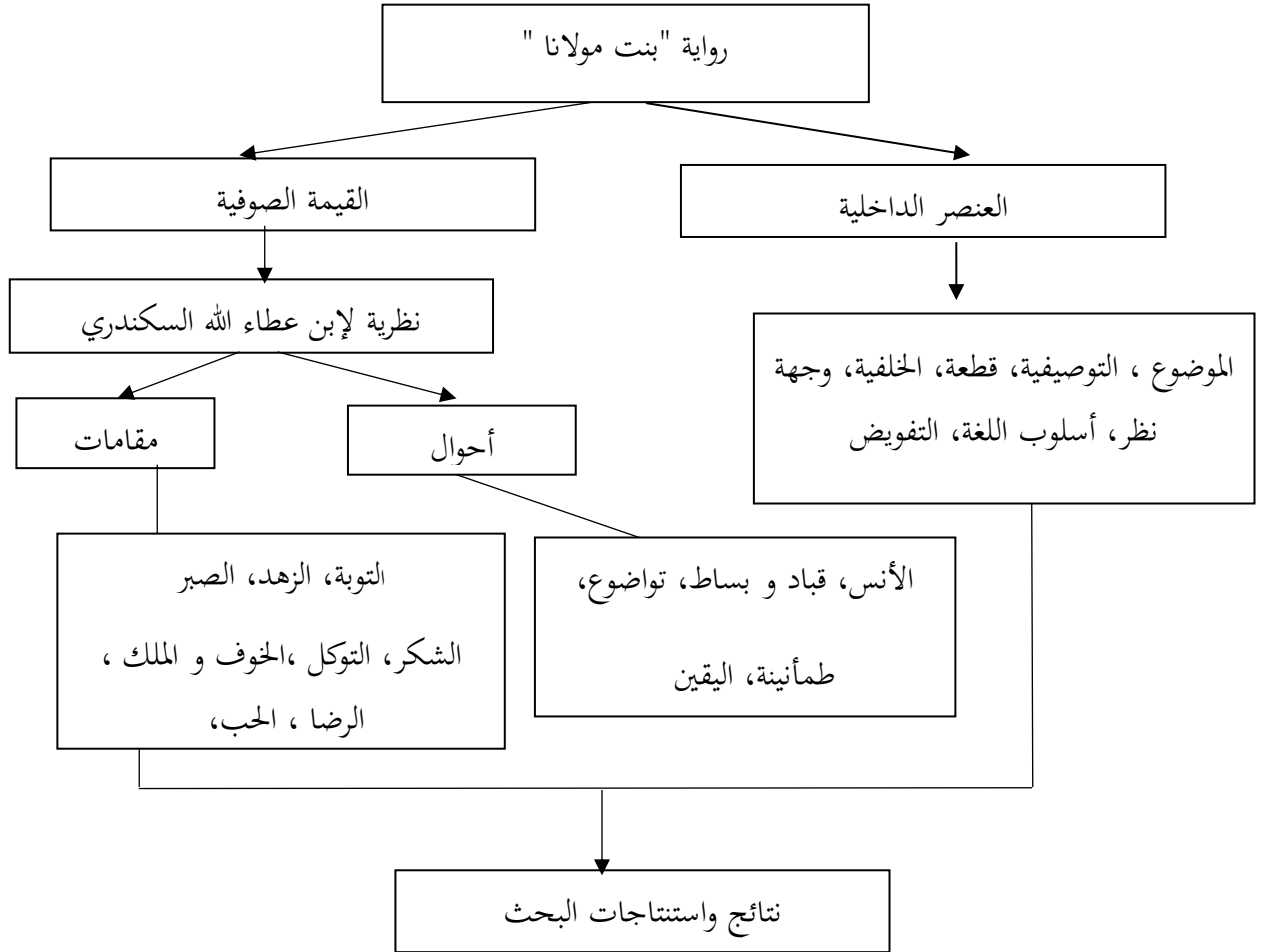 رواية "بنت مولانا "
العنصر الداخلية
القيمة الصوفية
نظرية لإبن عطاء الله السكندري
الموضوع ، التوصيفية، قطعة، الخلفية، وجهة
نظر، أسلوب اللغة، التفويض
أحوال
مقامات
الأنس، قباد و بساط، تواضوع،
طمأنينة، اليقين
التوبة، الزهد، الصبر
الشكر، التوكل ،الخوف و الملك ،
الرضا ، الحب،
نتائج واستنتاجات البحث